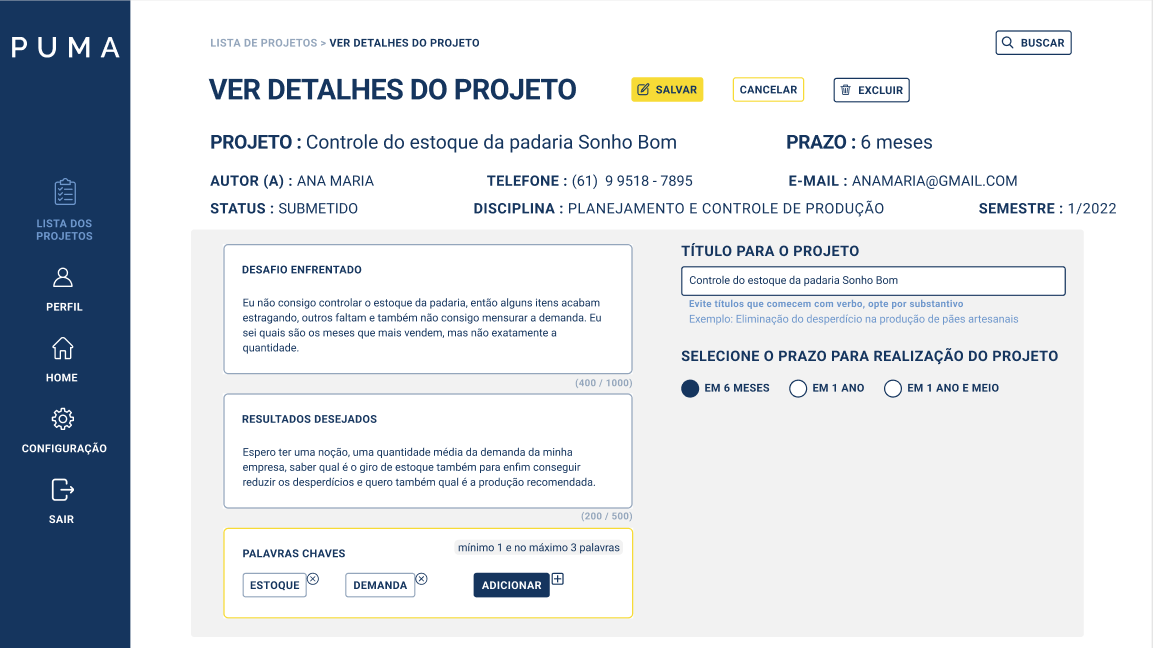 PUMA
LISTA DOS
PROJETOS
PERFIL
HOME
CONFIGURAÇÃO
SAIR
LISTA DE PROJETOS > VER DETALHES DO PROJETO
BUSCAR
VER DETALHES DO PROJETO
SALVAR
CANCELAR
EXCLUIR
PROJETO : Controle do estoque da padaria Sonho Bom
PRAZO : 6 meses
AUTOR (A) : ANA MARIA
TELEFONE : (61) 9 9518 - 7895
E-MAIL : ANAMARIA@GMAIL.COM
STATUS : SUBMETIDO
DISCIPLINA : PLANEJAMENTO E CONTROLE DE PRODUÇÃO
SEMESTRE : 1/2022
DESAFIO ENFRENTADO
Eu não consigo controlar o estoque da padaria, então alguns itens acabam
estragando, outros faltam e também não consigo mensurar a demanda. Eu
sei quais são os meses que mais vendem, mas não exatamente a
quantidade.
(400 / 1000)
RESULTADOS DESEJADOS
Espero ter uma noção, uma quantidade média da demanda da minha
empresa, saber qual é o giro de estoque também para enfim conseguir
reduzir os desperdícios e quero também qual é a produção recomendada.
(200 / 500)
PALAVRAS CHAVES
mínimo 1 e no máximo 3 palavras
ESTOQUE
DEMANDA
ADICIONAR
TÍTULO PARA O PROJETO
Controle do estoque da padaria Sonho Bom
Evite títulos que comecem com verbo, opte por substantivo
Exemplo: Eliminação do desperdício na produção de pães artesanais
SELECIONE O PRAZO PARA REALIZAÇÃO DO PROJETO
EM 6 MESES
EM 1 ANO
EM 1 ANO E MEIO